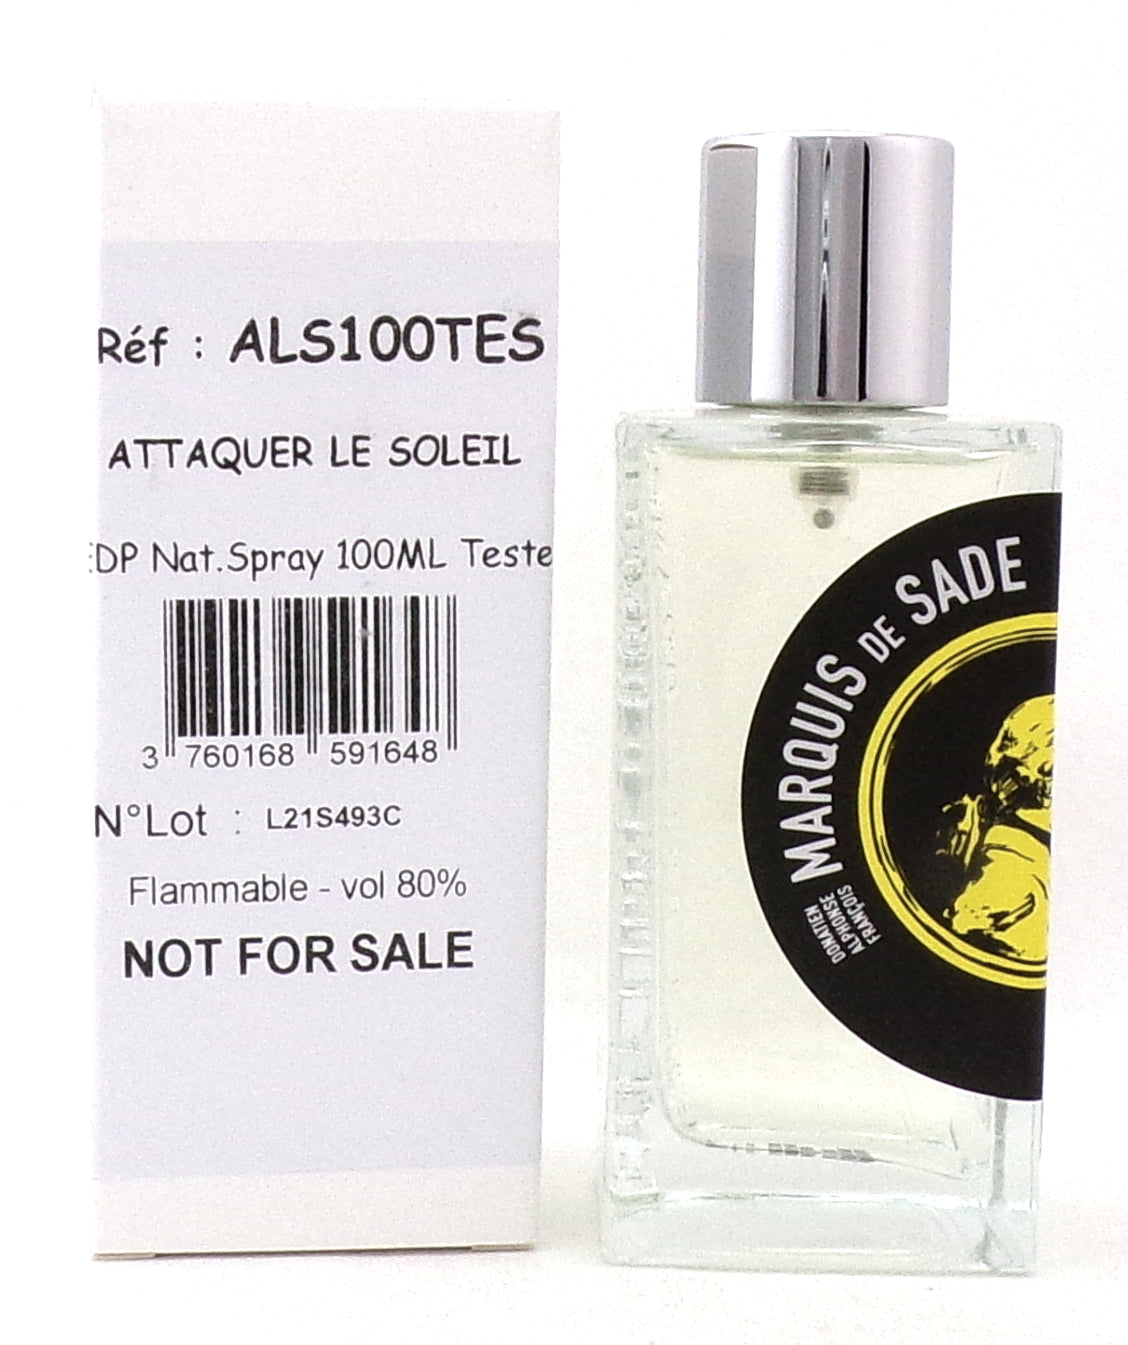 Réf : ALS100TES
ATTAQUER LE SOLEIL
EDP Nat.Spray 100ML Teste
3 760168 591648
N°Lot : L21S493C
Flammable - vol 80%
NOT FOR SALE
DONATIEN
ALPHONSE
FRANÇOIS
MARQUIS DE SADE